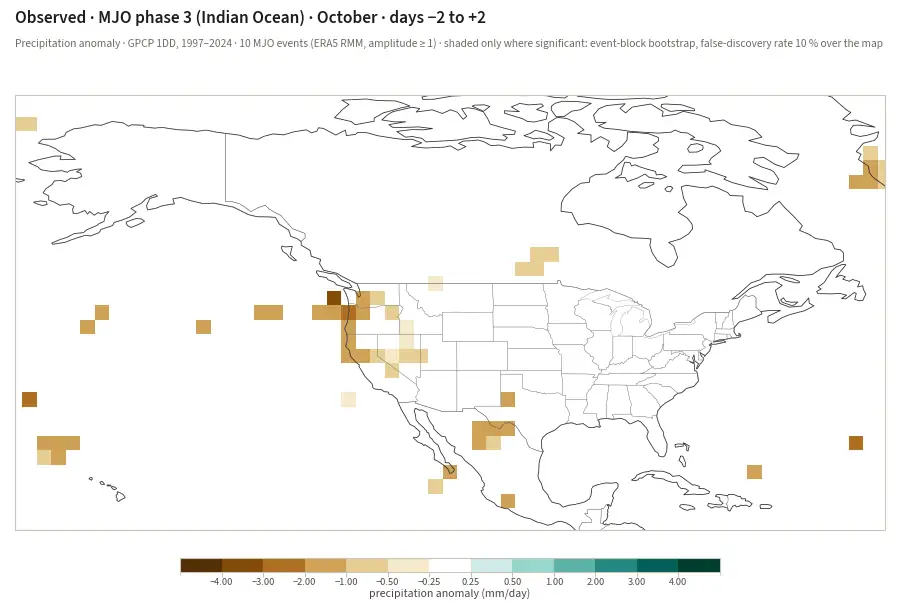 Observed · MJO phase 3 (Indian Ocean) · October · days −2 to +2
Precipitation anomaly · GPCP 1DD, 1997–2024 · 10 MJO events (ERA5 RMM, amplitude ≥ 1) · shaded only where significant: event-block bootstrap, false-discovery rate 10 % over the map
−4.00 −3.00 −2.00 −1.00 −0.50 −0.25 0.25 0.50 1.00 2.00 3.00 4.00
precipitation anomaly (mm/day)